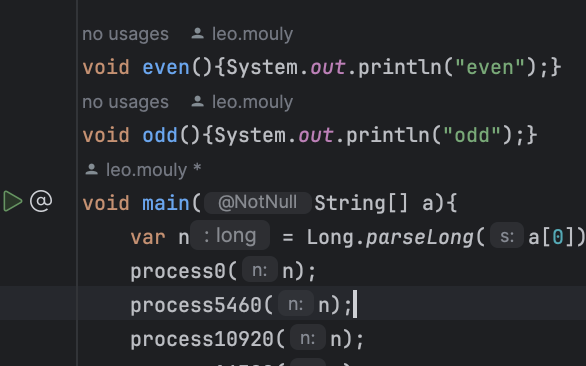 no usages leo.mouly
void even(){System.out.println("even");}
no usages leo.mouly
void odd(){System.out.println("odd");}
leo.mouly *
void main( @NotNull String[] a){
var n : long = Long.parseLong( s: a[0])
process0( n: n);
process5460( n: n);
process10920( n: n);